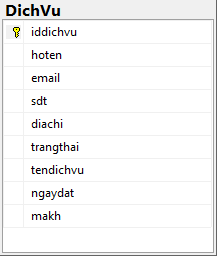 DichVu
iddichvu
hoten
email
sdt
diachi
trangthai
tendichvu
ngaydat
makh